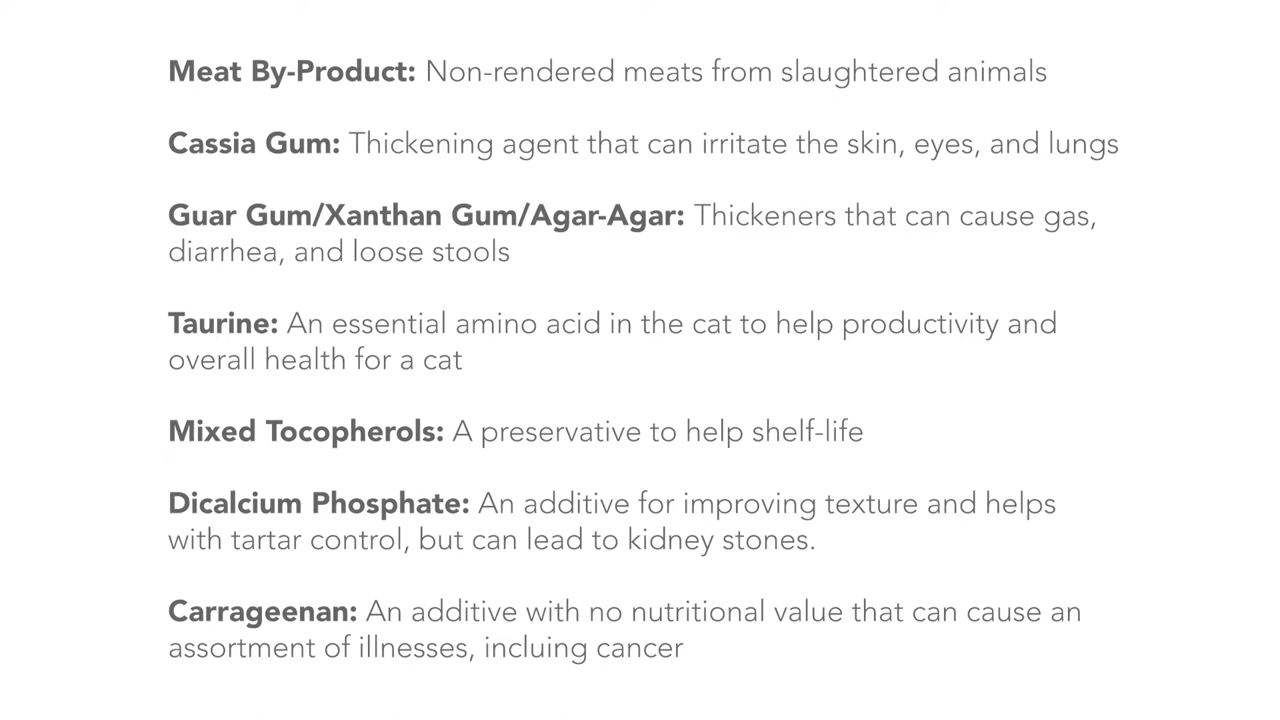 Meat By-Product: Non-rendered meats from slaughtered animals
Cassia Gum: Thickening agent that can irritate the skin, eyes, and lungs
Guar Gum/Xanthan Gum/Agar-Agar: Thickeners that can cause gas,
diarrhea, and loose stools
Taurine: An essential amino acid in the cat to help productivity and
overall health for a cat
Mixed Tocopherols: A preservative to help shelf-life
Dicalcium Phosphate: An additive for improving texture and helps
with tartar control, but can lead to kidney stones.
Carrageenan: An additive with no nutritional value that can cause an
assortment of illnesses, incluing cancer